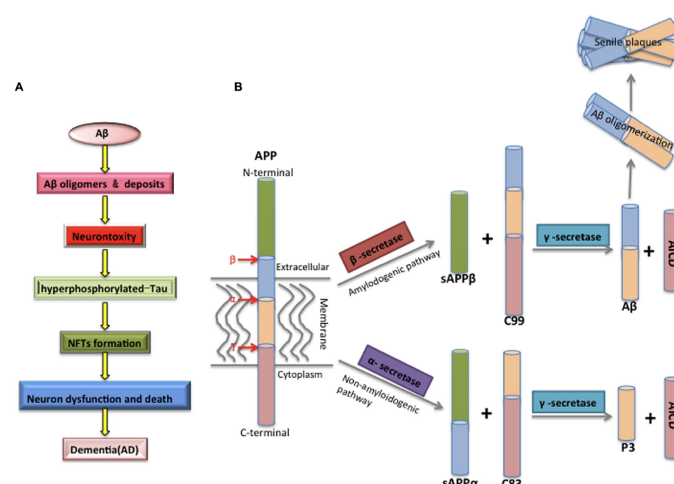 A
Aβ
Aβ oligomers & deposits
Neurontoxity
hyperphosphorylated-Tau
NFTs formation
Neuron dysfunction and death
Dementia(AD)
B
APP
N-terminal
β
Extracellular
α
Membrane
γ
Cytoplasm
C-terminal
β-secretase
Amylodogenic pathway
sAPPβ
+
C99
γ-secretase
Aβ
+
AICD
Aβ oligomerization
Senile plaques
α- secretase
Non-amyloidogenic
pathway
sAPPα
+
C83
γ-secretase
P3
+
AICD